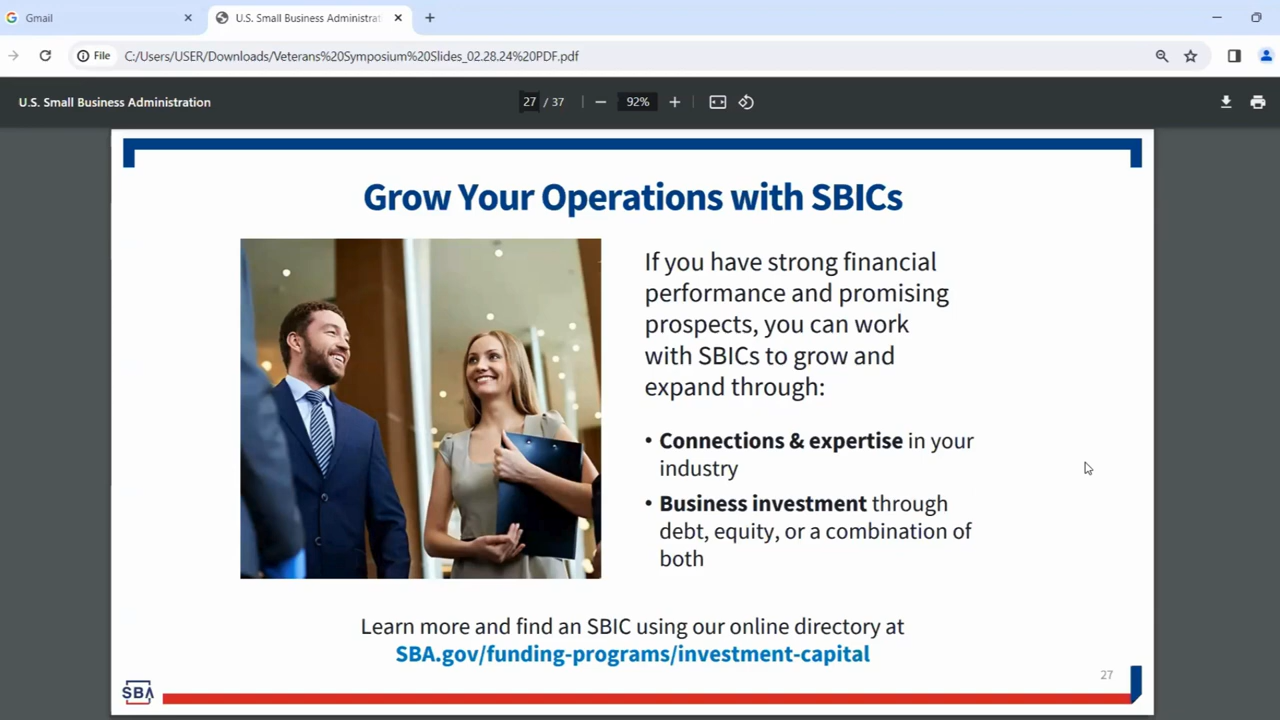 Gmail
U.S. Small Business Administrat
File
C:/Users/USER/Downloads/Veterans%20Symposium%20Slides_02.28.24%20PDF.pdf
U.S. Small Business Administration
27 / 37
92%
Grow Your Operations with SBICs
If you have strong financial
performance and promising
prospects, you can work
with SBICs to grow and
expand through:
• Connections & expertise in your
industry
• Business investment through
debt, equity, or a combination of
both
Learn more and find an SBIC using our online directory at
SBA.gov/funding-programs/investment-capital
27
SBA